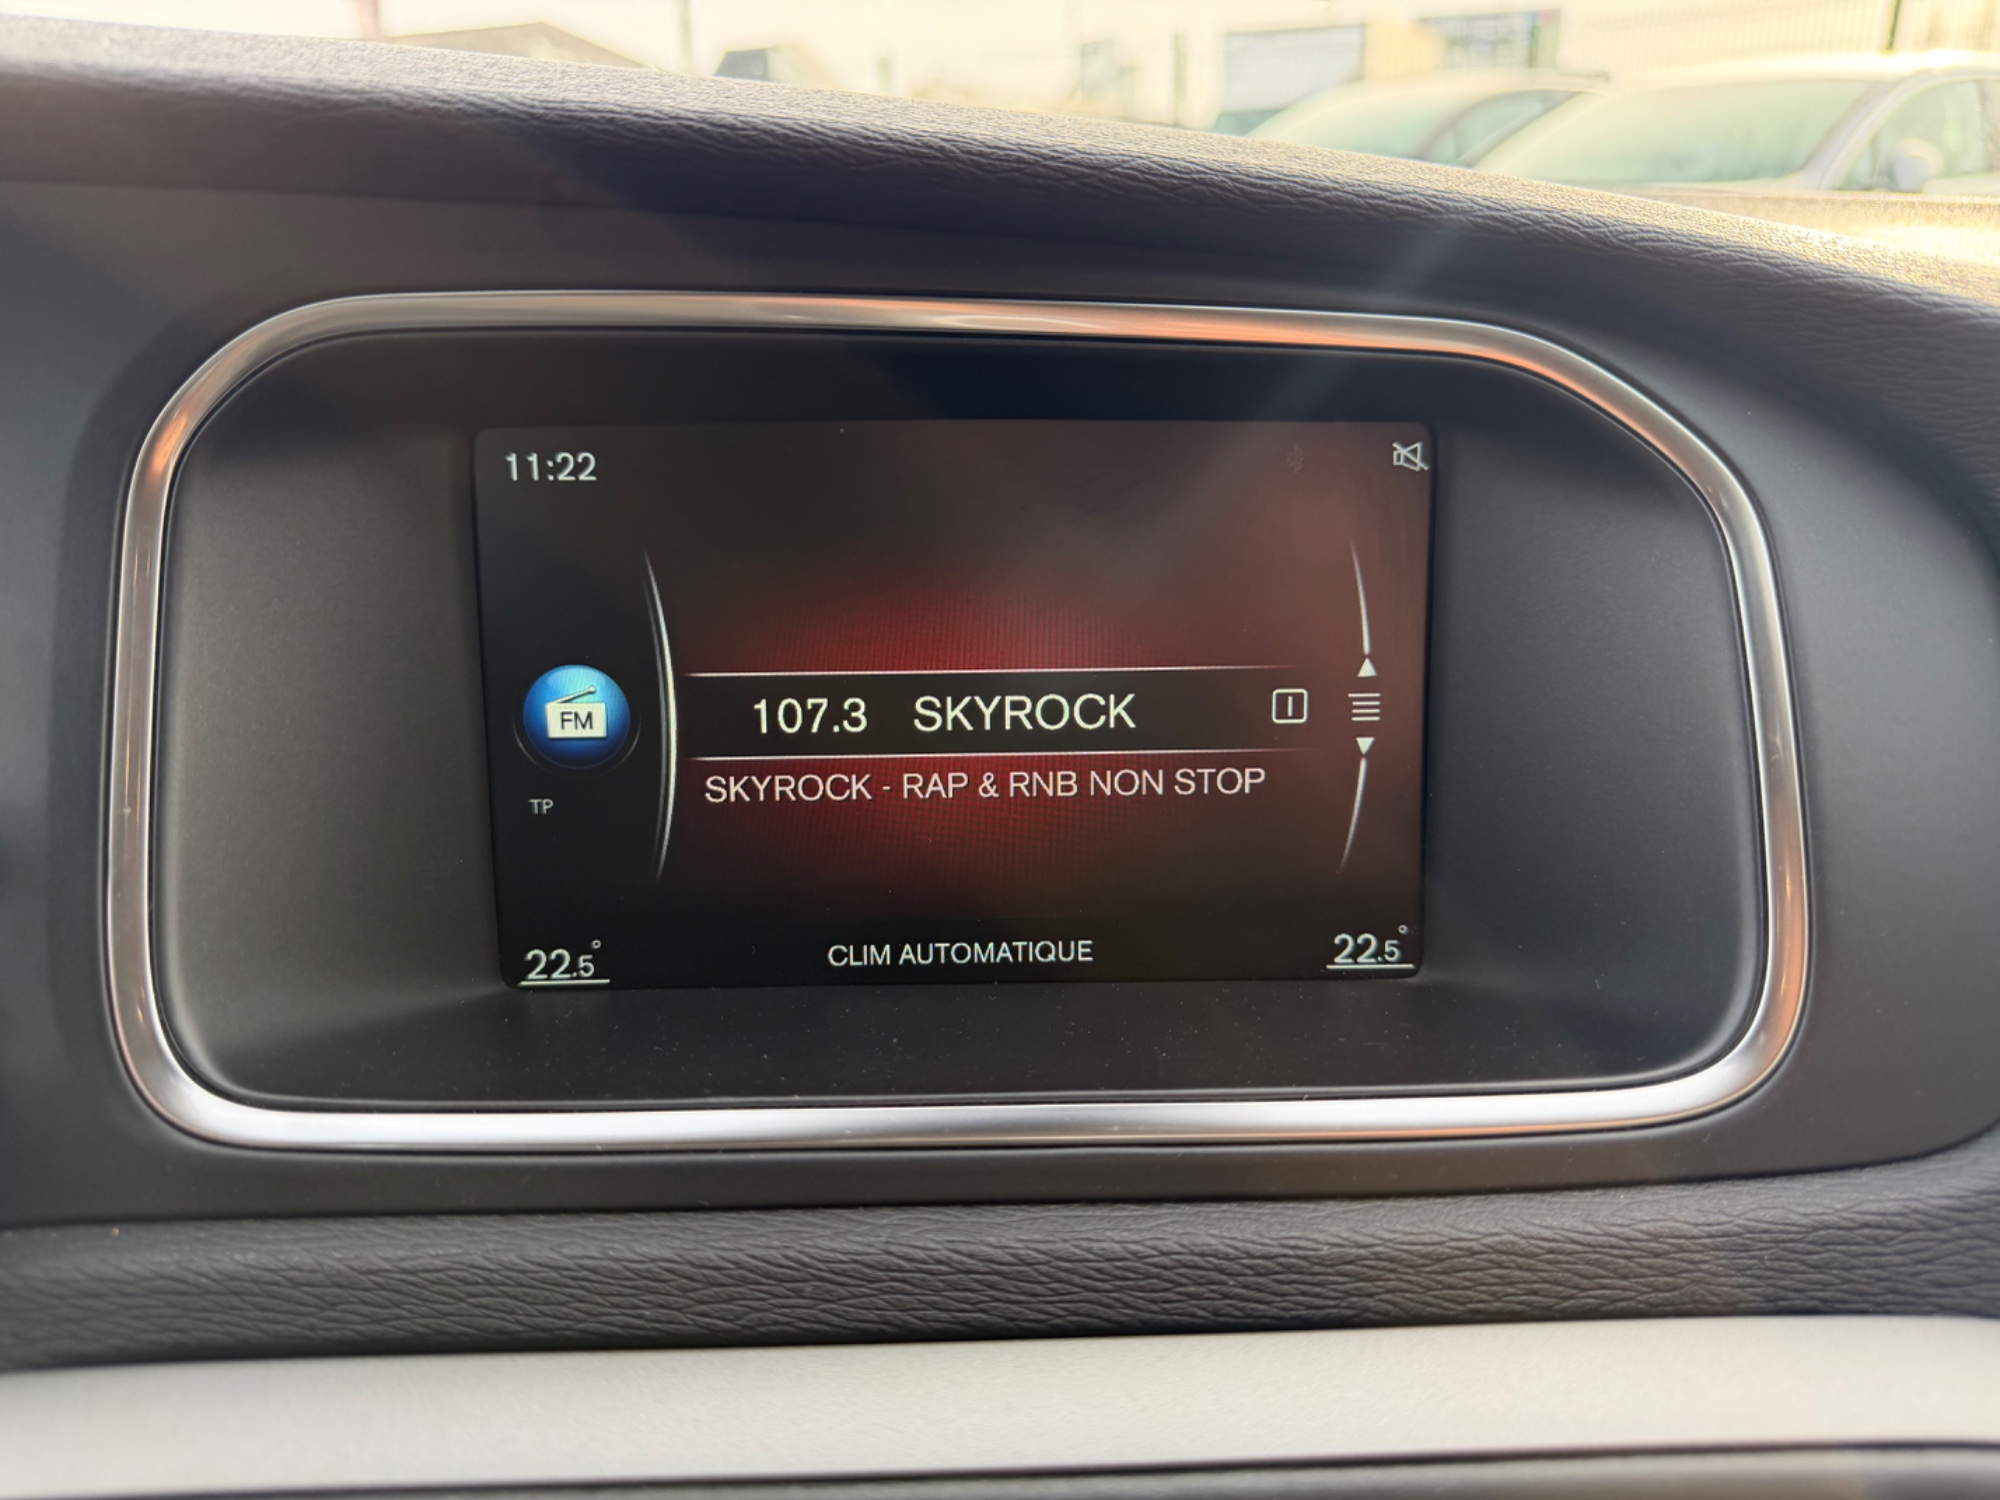 11:22
FM
107.3 SKYROCK
SKYROCK - RAP & RNB NON STOP
TP
22.5°
CLIM AUTOMATIQUE
22.5°